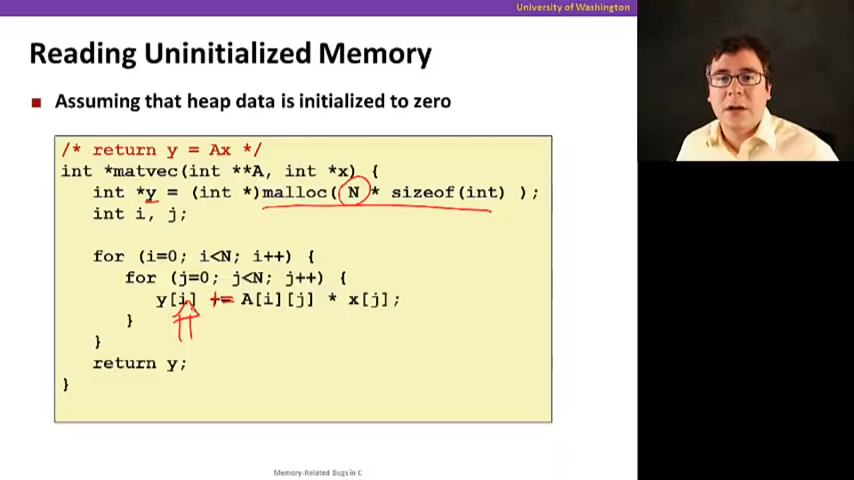 University of Washington
Reading Uninitialized Memory
Assuming that heap data is initialized to zero
/* return y = Ax */
int *matvec(int **A, int *x) {
int *y = (int *)malloc( N * sizeof(int) );
int i, j;
for (i=0; i<N; i++) {
for (j=0; j<N; j++) {
y[i] += A[i][j] * x[j];
}
}
return y;
}
Memory-Related Bugs in C